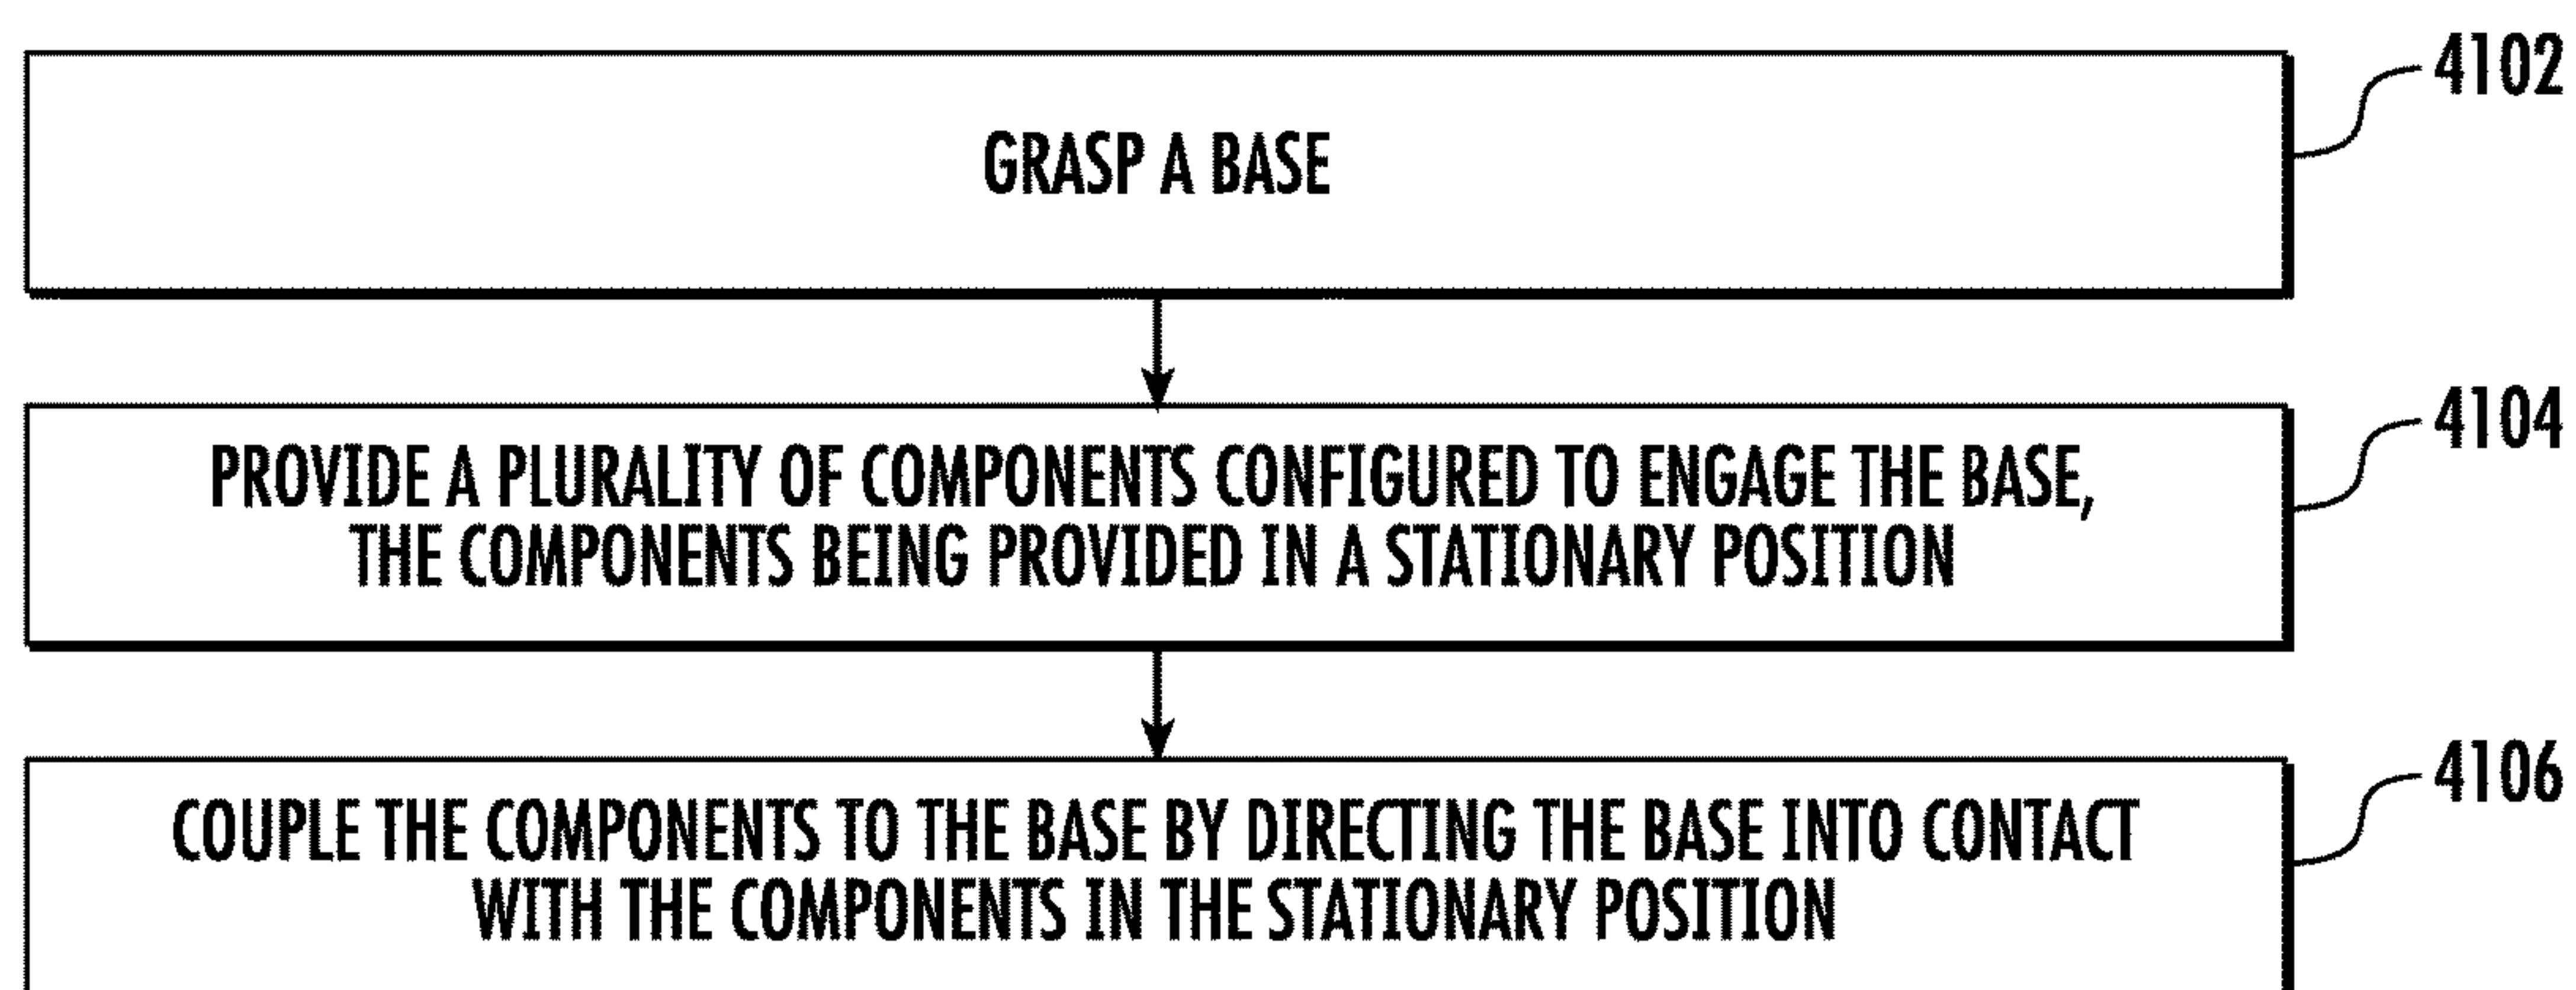 4102
GRASP A BASE
4104
PROVIDE A PLURALITY OF COMPONENTS CONFIGURED TO ENGAGE THE BASE,
THE COMPONENTS BEING PROVIDED IN A STATIONARY POSITION
4106
COUPLE THE COMPONENTS TO THE BASE BY DIRECTING THE BASE INTO CONTACT
WITH THE COMPONENTS IN THE STATIONARY POSITION